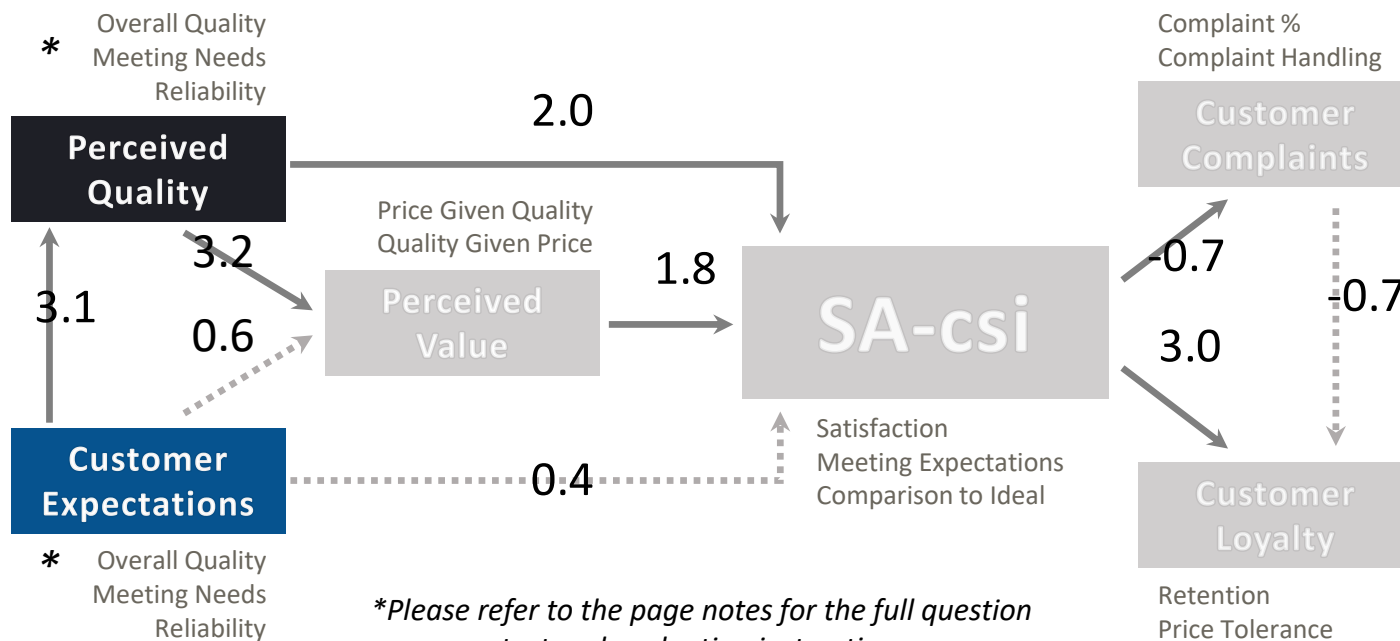 * Overall Quality
Meeting Needs
Reliability
Perceived
Quality
2.0
Complaint %
Complaint Handling
Customer
Complaints
3.2
3.1
0.6
Price Given Quality
Quality Given Price
Perceived
Value
1.8
SA-csi
-0.7
-0.7
3.0
Customer
Expectations
0.4
Satisfaction
Meeting Expectations
Comparison to Ideal
Customer
Loyalty
* Overall Quality
Meeting Needs
Reliability
*Please refer to the page notes for the full question
Retention
Price Tolerance